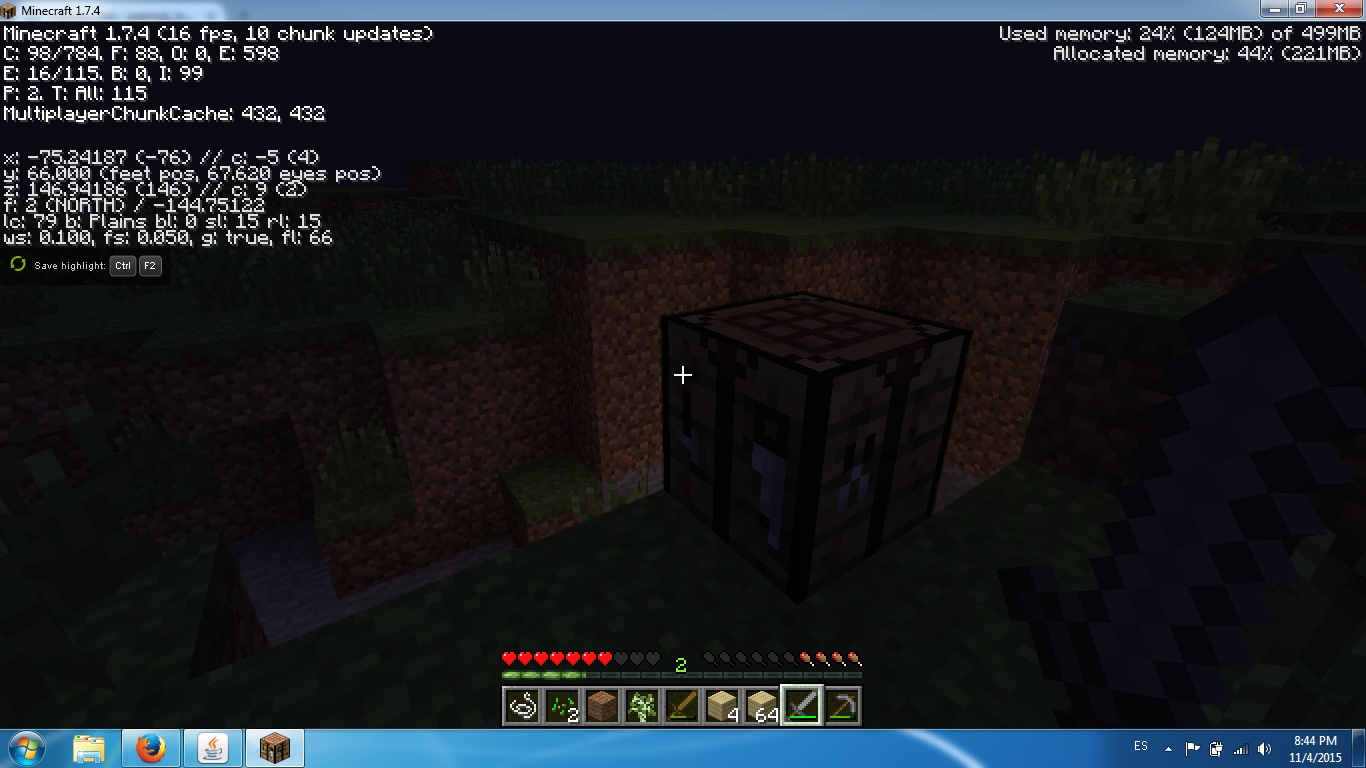 Minecraft 1.7.4
Minecraft 1.7.4 (16 fps, 10 chunk updates)
Used memory: 24% (124MB) of 499MB
C: 98/784. F: 88, O: 0, E: 598
Allocated memory: 44% (221MB)
E: 16/115. B: 0, I: 99
P: 2. T: All: 115
MultiplayerChunkCache: 432, 432
x: -75.24187 (-76) // c: -5 (4)
y: 66.000 (feet pos, 67.620 eyes pos)
z: 146.94186 (146) // c: 9 (2)
f: 2 (NORTH) / -144.75122
lc: 79 b: Plains bl: 0 sl: 15 rl: 15
ws: 0.100, fs: 0.050, g: true, fl: 66
Save highlight: Ctrl F2
2
2 4 64
ES
8:44 PM
11/4/2015